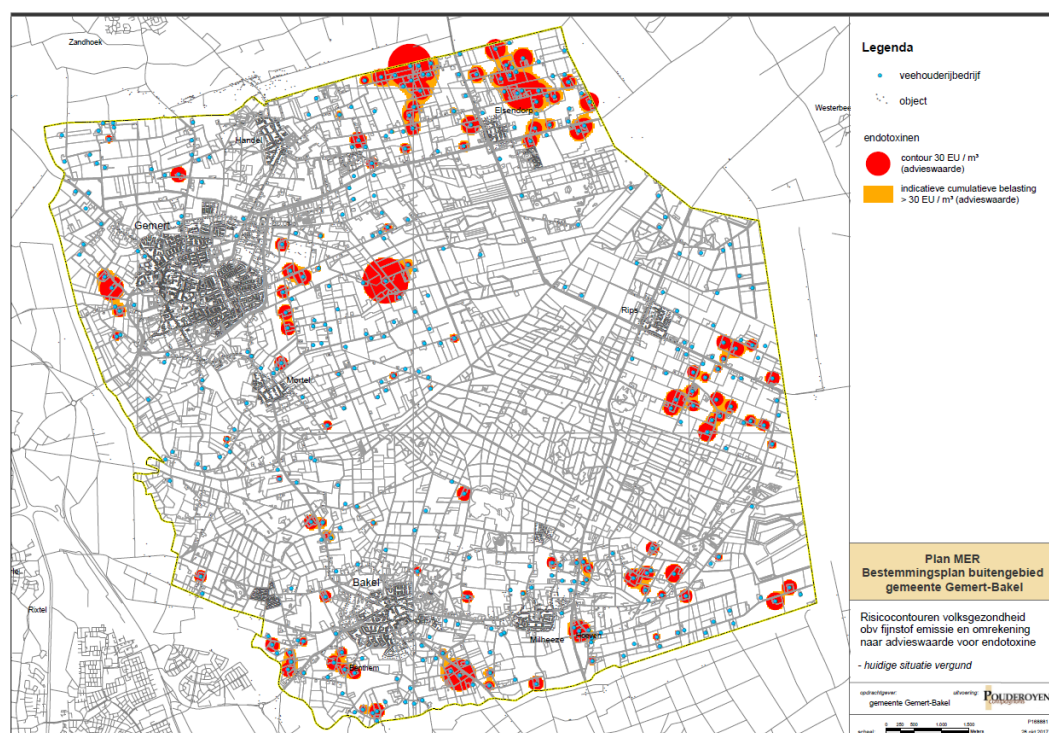 Zandhoek
Elsendorp
Handel
Gemert
Rips
Mortel
Bakel
Milheeze
Rixtel
Legenda
veehouderijbedrijf
object
endotoxinen
contour 30 EU / m³
(advieswaarde)
indicatieve cumulatieve belasting
> 30 EU / m³ (advieswaarde)
Plan MER
Bestemmingsplan buitengebied
gemeente Gemert-Bakel
Risicocontouren volksgezondheid
obv fijnstof emissie en omrekening
naar advieswaarde voor endotoxine
- huidige situatie vergund
opdrachtgever:
uitvoering:
gemeente Gemert-Bakel
POUDEROYEN
compagnons
0 250 500 1.000 1.500
Meters
schaal